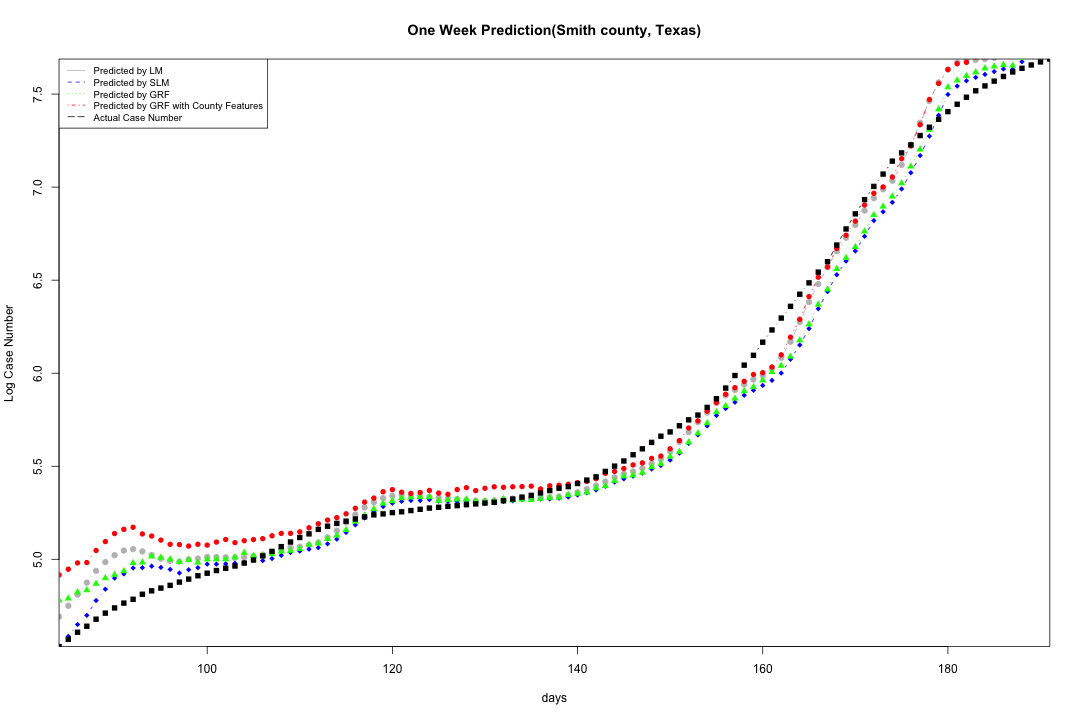 One Week Prediction(Smith county, Texas)
Predicted by LM
Predicted by SLM
Predicted by GRF
Predicted by GRF with County Features
Actual Case Number
7.5
7.0
6.5
6.0
5.5
5.0
Log Case Number
100 120 140 160 180
days